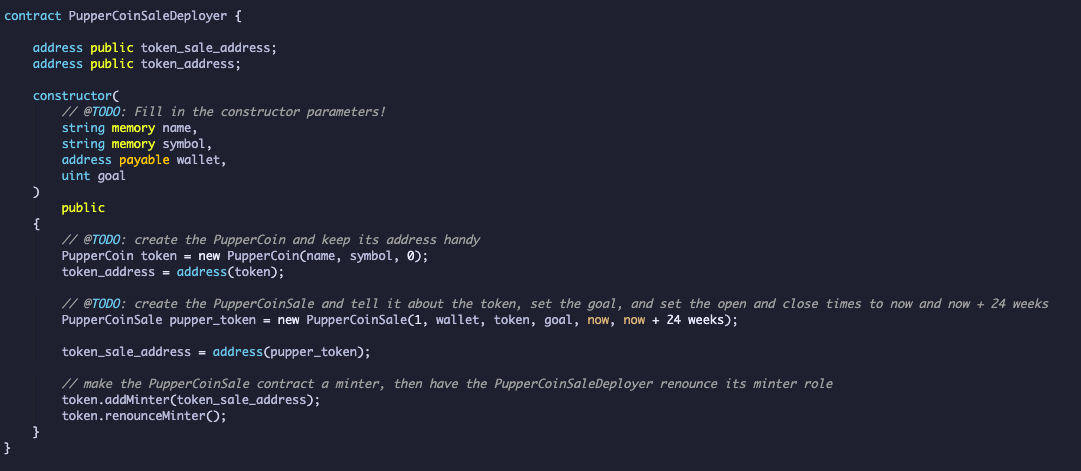 contract PupperCoinSaleDeployer {
address public token_sale_address;
address public token_address;
constructor(
// @TODO: Fill in the constructor parameters!
string memory name,
string memory symbol,
address payable wallet,
uint goal
)
public
{
// @TODO: create the PupperCoin and keep its address handy
PupperCoin token = new PupperCoin(name, symbol, 0);
token_address = address(token);
// @TODO: create the PupperCoinSale and tell it about the token, set the goal, and set the open and close times to now and now + 24 weeks
PupperCoinSale pupper_token = new PupperCoinSale(1, wallet, token, goal, now, now + 24 weeks);
token_sale_address = address(pupper_token);
// make the PupperCoinSale contract a minter, then have the PupperCoinSaleDeployer renounce its minter role
token.addMinter(token_sale_address);
token.renounceMinter();
}
}